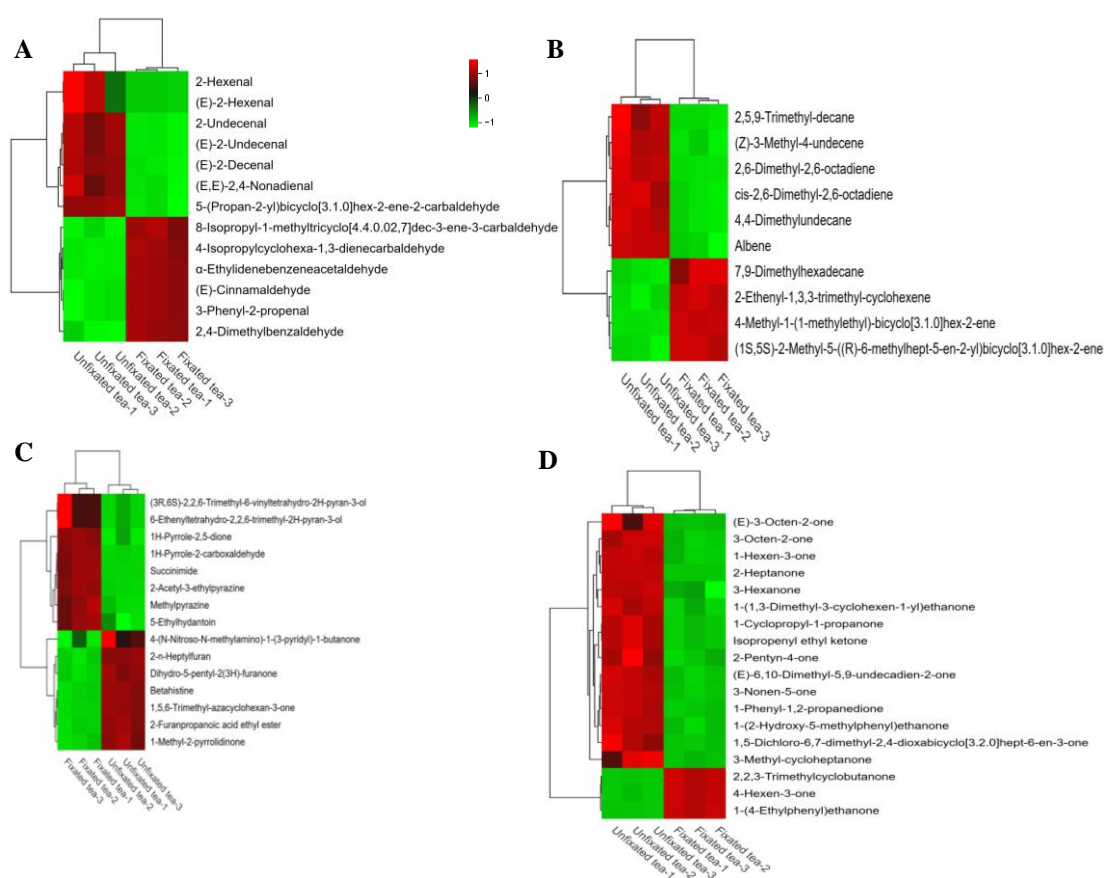 A
2-Hexenal
(E)-2-Hexenal
2-Undecenal
(E)-2-Undecenal
(E)-2-Decenal
(E,E)-2,4-Nonadienal
5-(Propan-2-yl)bicyclo[3.1.0]hex-2-ene-2-carbaldehyde
8-Isopropyl-1-methyltricyclo[4.4.0.02,7]dec-3-ene-3-carbaldehyde
4-Isopropylcyclohexa-1,3-dienecarbaldehyde
α-Ethylidenebenzeneacetaldehyde
(E)-Cinnamaldehyde
3-Phenyl-2-propenal
2,4-Dimethylbenzaldehyde
Unfixated tea-1
Unfixated tea-3
Unfixated tea-2
Fixated tea-2
Fixated tea-1
Fixated tea-3
1
0
−1
B
2,5,9-Trimethyl-decane
(Z)-3-Methyl-4-undecene
2,6-Dimethyl-2,6-octadiene
cis-2,6-Dimethyl-2,6-octadiene
4,4-Dimethylundecane
Albene
7,9-Dimethylhexadecane
2-Ethenyl-1,3,3-trimethyl-cyclohexene
4-Methyl-1-(1-methylethyl)-bicyclo[3.1.0]hex-2-ene
(1S,5S)-2-Methyl-5-((R)-6-methylhept-5-en-2-yl)bicyclo[3.1.0]hex-2-ene
Unfixated tea-1
Unfixated tea-2
Unfixated tea-3
Fixated tea-1
Fixated tea-2
Fixated tea-3
C
(3R,6S)-2,2,6-Trimethyl-6-vinyltetrahydro-2H-pyran-3-ol
6-Ethenyltetrahydro-2,2,6-trimethyl-2H-pyran-3-ol
1H-Pyrrole-2,5-dione
1H-Pyrrole-2-carboxaldehyde
Succinimide
2-Acetyl-3-ethylpyrazine
Methylpyrazine
5-Ethylhydantoin
4-(N-Nitroso-N-methylamino)-1-(3-pyridyl)-1-butanone
2-n-Heptylfuran
Dihydro-5-pentyl-2(3H)-furanone
Betahistine
1,5,6-Trimethyl-azacyclohexan-3-one
2-Furanpropanoic acid ethyl ester
1-Methyl-2-pyrrolidinone
Fixated tea-3
Fixated tea-2
Fixated tea-1
Unfixated tea-2
Unfixated tea-1
Unfixated tea-3
D
(E)-3-Octen-2-one
3-Octen-2-one
1-Hexen-3-one
2-Heptanone
3-Hexanone
1-(1,3-Dimethyl-3-cyclohexen-1-yl)ethanone
1-Cyclopropyl-1-propanone
Isopropenyl ethyl ketone
2-Pentyn-4-one
(E)-6,10-Dimethyl-5,9-undecadien-2-one
3-Nonen-5-one
1-Phenyl-1,2-propanedione
1-(2-Hydroxy-5-methylphenyl)ethanone
1,5-Dichloro-6,7-dimethyl-2,4-dioxabicyclo[3.2.0]hept-6-en-3-one
3-Methyl-cycloheptanone
2,2,3-Trimethylcyclobutanone
4-Hexen-3-one
1-(4-Ethylphenyl)ethanone
Unfixated tea-1
Unfixated tea-2
Unfixated tea-3
Fixated tea-1
Fixated tea-3
Fixated tea-2